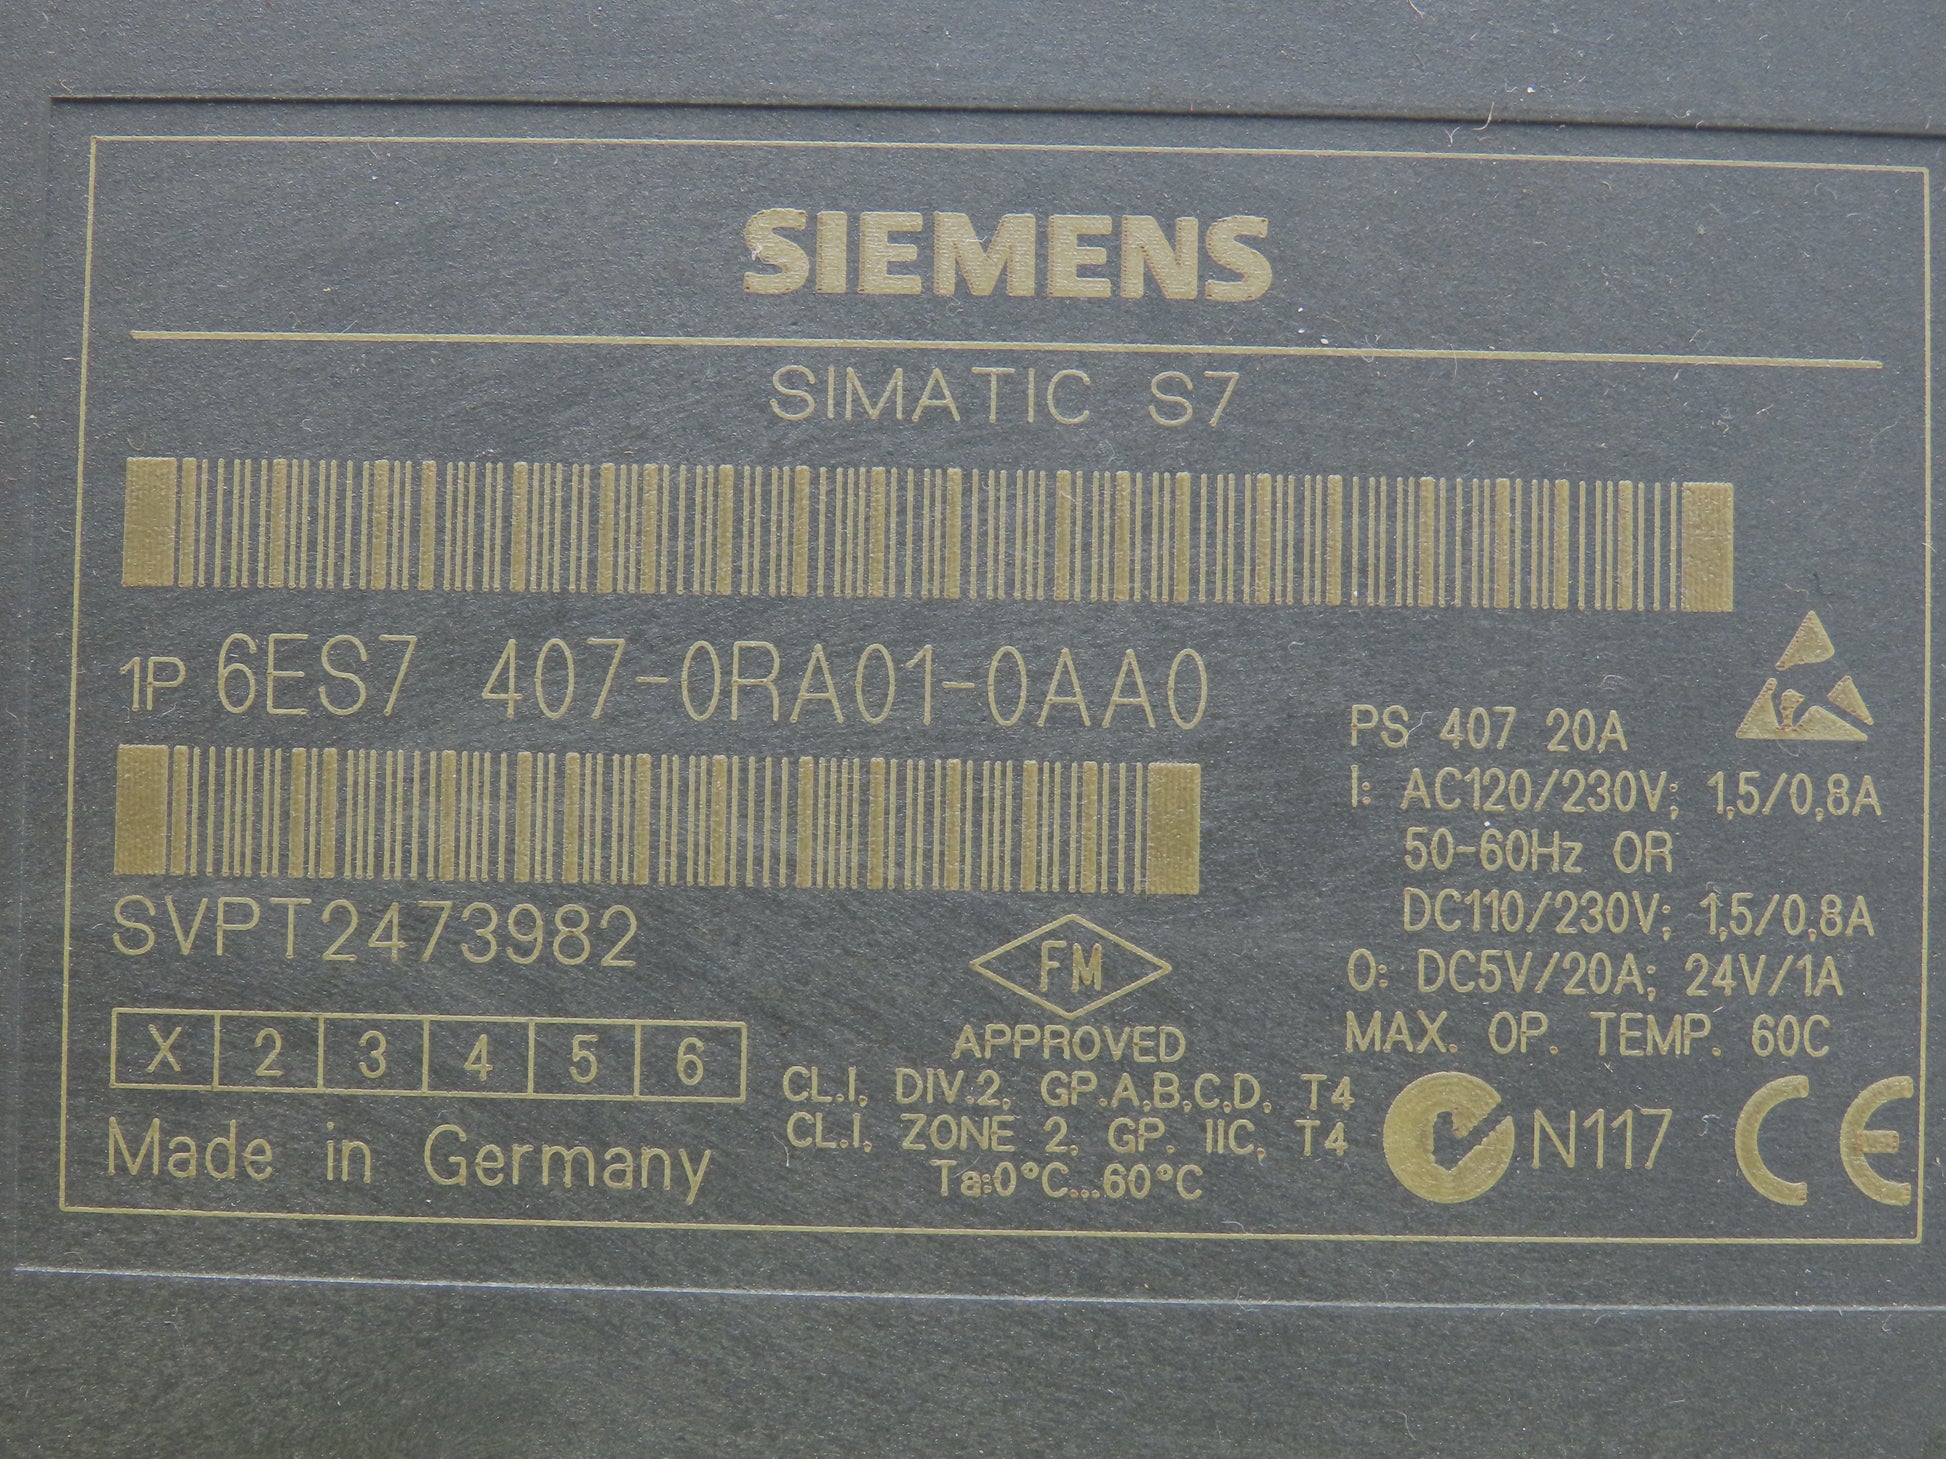 SIEMENS
SIMATIC S7
1P 6ES7 407-0RA01-0AA0
SVPT2473982
X 2 3 4 5 6
Made in Germany
FM
APPROVED
CL.I, DIV.2, GP.A,B,C,D, T4
CL.I, ZONE 2, GP. IIC, T4
Ta:0°C...60°C
PS 407 20A
I: AC120/230V; 1,5/0,8A
50-60Hz OR
DC110/230V; 1,5/0,8A
O: DC5V/20A; 24V/1A
MAX. OP. TEMP. 60C
N117
CE